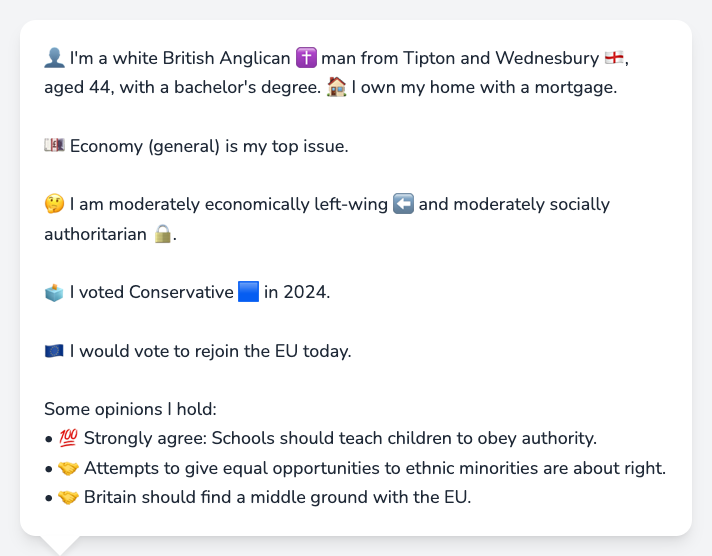 👤 I'm a white British Anglican ✝️ man from Tipton and Wednesbury 🏴󠁧󠁢󠁥󠁮󠁧󠁿,
aged 44, with a bachelor's degree. 🏠 I own my home with a mortgage.
💷 Economy (general) is my top issue.
🤔 I am moderately economically left-wing ⬅️ and moderately socially
authoritarian 🔒.
🗳️ I voted Conservative 🟦 in 2024.
🇪🇺 I would vote to rejoin the EU today.
Some opinions I hold:
• 💯 Strongly agree: Schools should teach children to obey authority.
• 🤝 Attempts to give equal opportunities to ethnic minorities are about right.
• 🤝 Britain should find a middle ground with the EU.